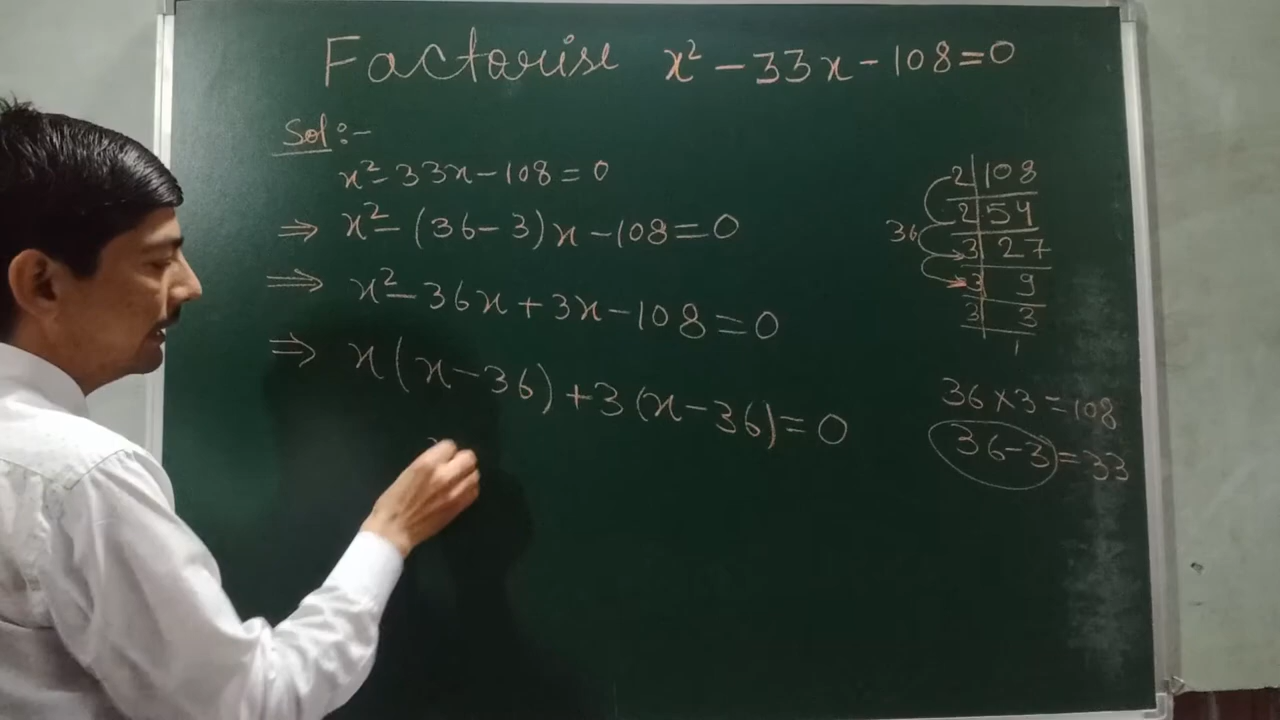 Factorise x² - 33x - 108 = 0
Sol :-
x² - 33x - 108 = 0
⇒ x² - (36 - 3)x - 108 = 0
⇒ x² - 36x + 3x - 108 = 0
⇒ x(x - 36) + 3(x - 36) = 0
2 | 108
2 | 54
36
3 | 27
3 | 9
3 | 3
1
36 × 3 = 108
36 - 3 = 33